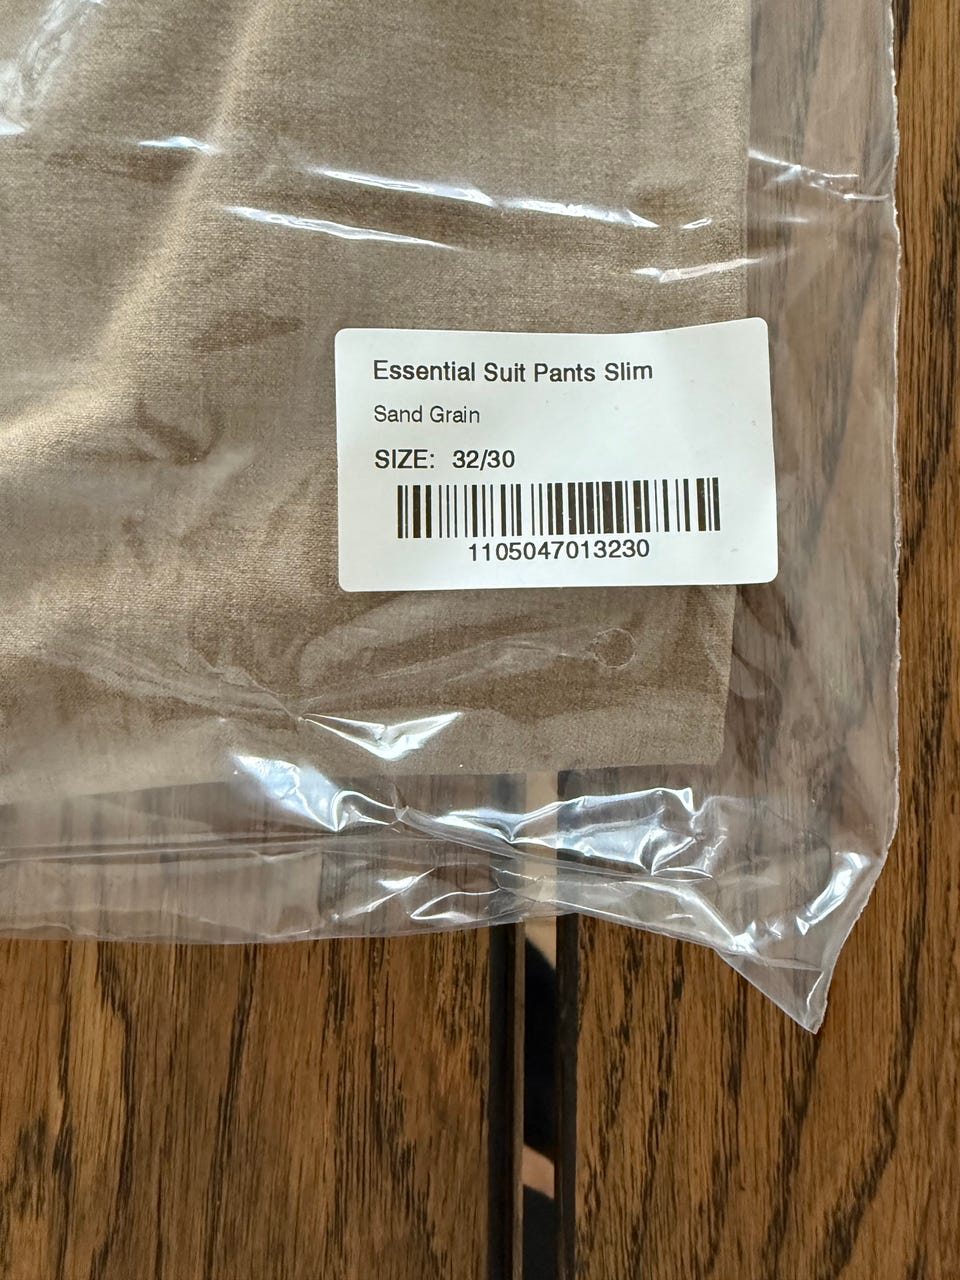 Essential Suit Pants Slim
Sand Grain
SIZE: 32/30
1105047013230